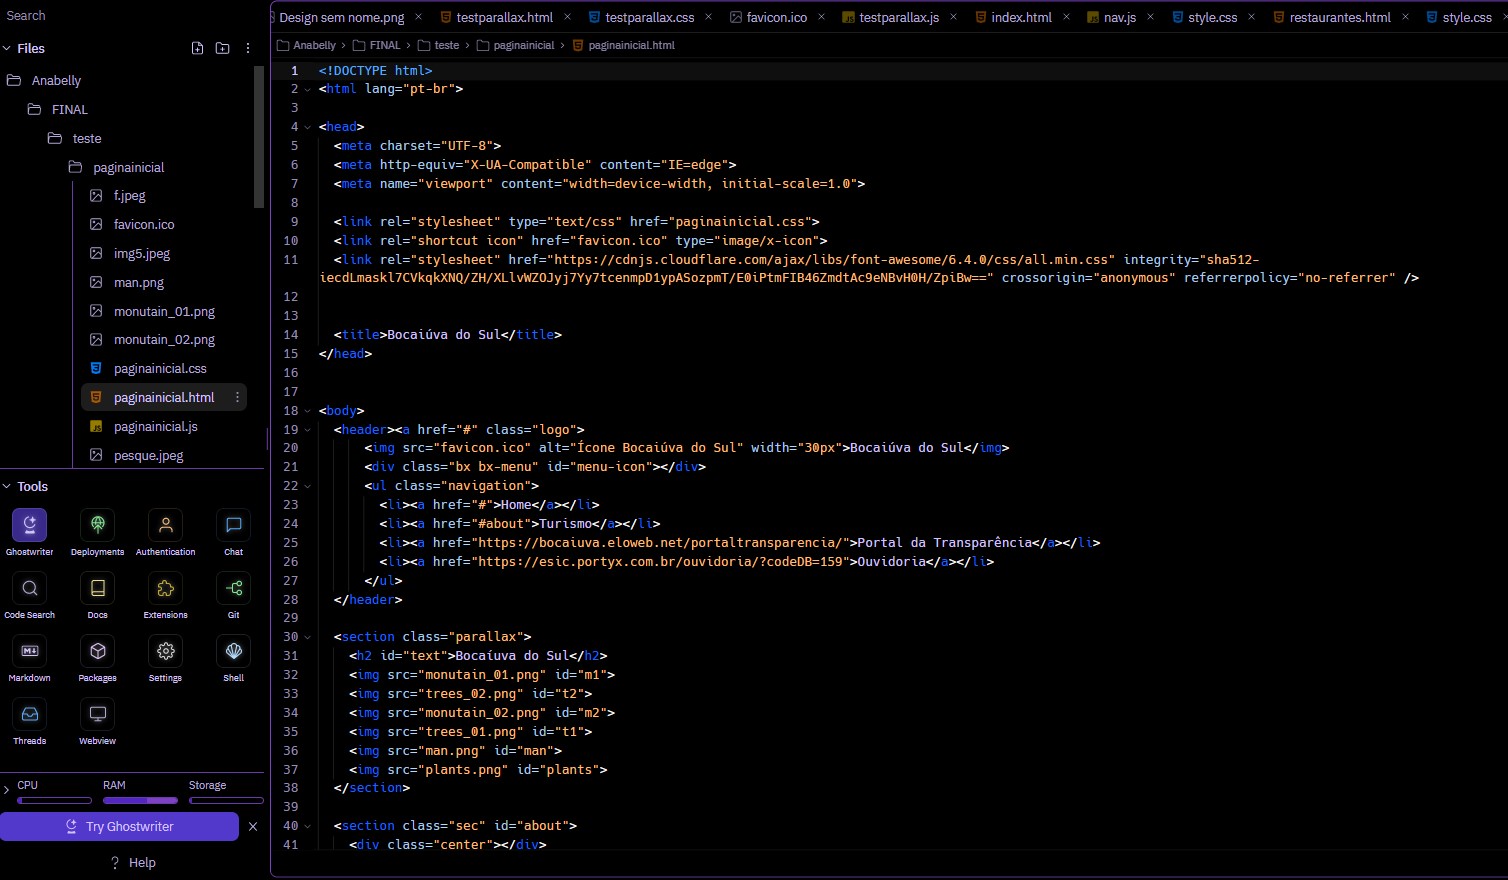 Search
Files
Anabelly
FINAL
teste
paginainicial
f.jpeg
favicon.ico
img5.jpeg
man.png
monutain_01.png
monutain_02.png
paginainicial.css
paginainicial.html
paginainicial.js
pesque.jpeg
Tools
Ghostwriter Deployments Authentication Chat
Code Search Docs Extensions Git
Markdown Packages Settings Shell
Threads Webview
CPU RAM Storage
Try Ghostwriter
Help
Design sem nome.png testparallax.html testparallax.css favicon.ico testparallax.js index.html nav.js style.css restaurantes.html style.css
Anabelly > FINAL > teste > paginainicial > paginainicial.html
1 <!DOCTYPE html>
2 <html lang="pt-br">
3
4 <head>
5 <meta charset="UTF-8">
6 <meta http-equiv="X-UA-Compatible" content="IE=edge">
7 <meta name="viewport" content="width=device-width, initial-scale=1.0">
8
9 <link rel="stylesheet" type="text/css" href="paginainicial.css">
10 <link rel="shortcut icon" href="favicon.ico" type="image/x-icon">
11 <link rel="stylesheet" href="https://cdnjs.cloudflare.com/ajax/libs/font-awesome/6.4.0/css/all.min.css" integrity="sha512-
iecdLmaskl7CVkqkXNQ/ZH/XLlvWZOJyj7Yy7tcenmpD1ypASozpmT/E0iPtmFIB46ZmdtAc9eNBvH0H/ZpiBw==" crossorigin="anonymous" referrerpolicy="no-referrer" />
12
13
14 <title>Bocaiúva do Sul</title>
15 </head>
16
17
18 <body>
19 <header><a href="#" class="logo">
20 <img src="favicon.ico" alt="Ícone Bocaiúva do Sul" width="30px">Bocaiúva do Sul</img>
21 <div class="bx bx-menu" id="menu-icon"></div>
22 <ul class="navigation">
23 <li><a href="#">Home</a></li>
24 <li><a href="#about">Turismo</a></li>
25 <li><a href="https://bocaiuva.eloweb.net/portaltransparencia/">Portal da Transparência</a></li>
26 <li><a href="https://esic.portyx.com.br/ouvidoria/?codeDB=159">Ouvidoria</a></li>
27 </ul>
28 </header>
29
30 <section class="parallax">
31 <h2 id="text">Bocaíuva do Sul</h2>
32 <img src="monutain_01.png" id="m1">
33 <img src="trees_02.png" id="t2">
34 <img src="monutain_02.png" id="m2">
35 <img src="trees_01.png" id="t1">
36 <img src="man.png" id="man">
37 <img src="plants.png" id="plants">
38 </section>
39
40 <section class="sec" id="about">
41 <div class="center"></div>